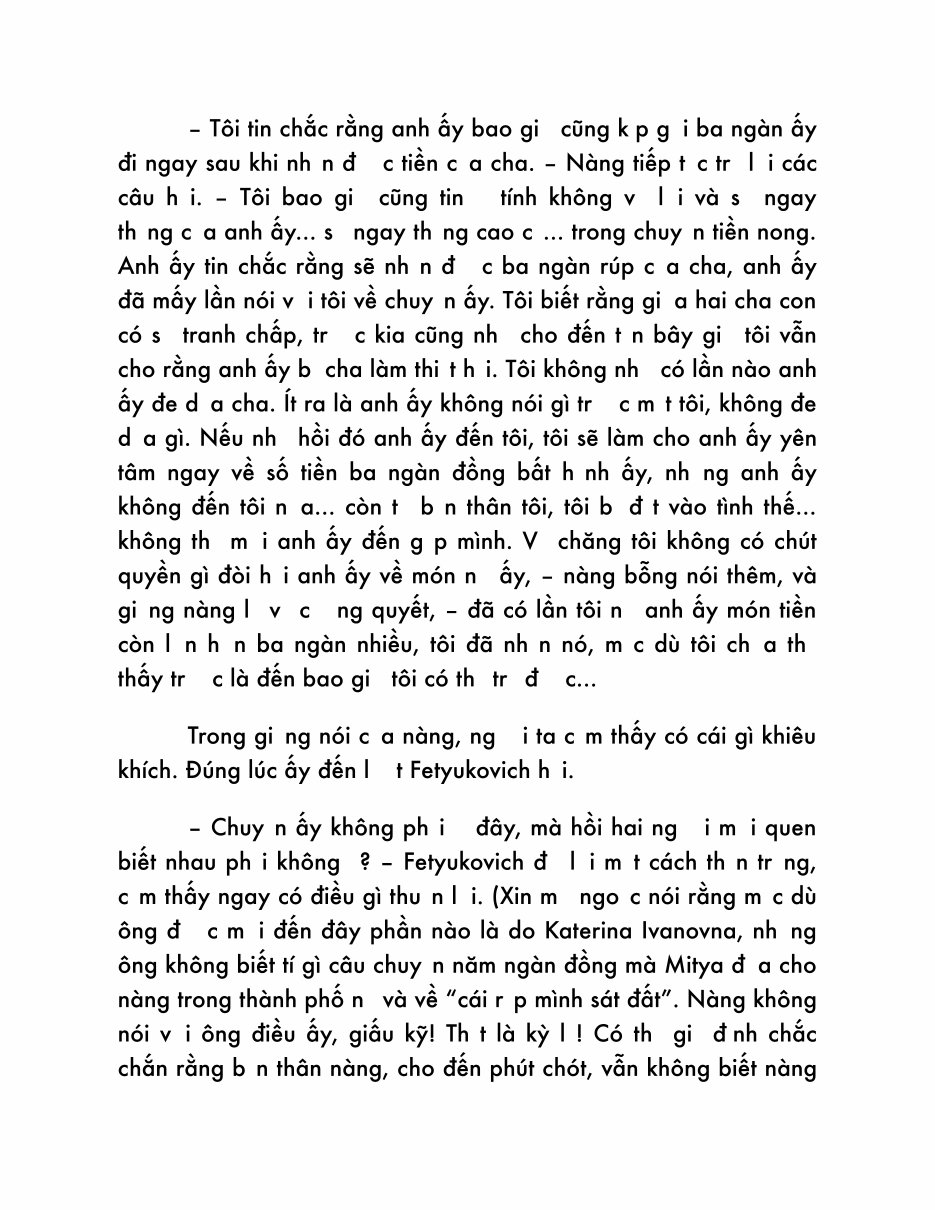 – Tôi tin chắc rằng anh ấy bao gi cũng k p g i ba ngàn ấy
đi ngay sau khi nh n đ c tiền c a cha. – Nàng tiếp t c tr l i các
câu h i. – Tôi bao gi cũng tin tính không v l i và s ngay
th ng c a anh ấy... s ngay th ng cao c ... trong chuy n tiền nong.
Anh ấy tin chắc rằng sẽ nh n đ c ba ngàn rúp c a cha, anh ấy
đã mấy lần nói v i tôi về chuy n ấy. Tôi biết rằng gi a hai cha con
có s tranh chấp, tr c kia cũng nh cho đến t n bây gi tôi vẫn
cho rằng anh ấy b cha làm thi t h i. Tôi không nh có lần nào anh
ấy đe d a cha. Ít ra là anh ấy không nói gì tr c m t tôi, không đe
d a gì. Nếu nh hồi đó anh ấy đến tôi, tôi sẽ làm cho anh ấy yên
tâm ngay về số tiền ba ngàn đồng bất h nh ấy, nh ng anh ấy
không đến tôi n a... còn t b n thân tôi, tôi b đ t vào tình thế...
không th m i anh ấy đến g p mình. V chăng tôi không có chút
quyền gì đòi h i anh ấy về món n ấy, – nàng bỗng nói thêm, và
gi ng nàng l v c ng quyết, – đã có lần tôi n anh ấy món tiền
còn l n h n ba ngàn nhiều, tôi đã nh n nó, m c dù tôi ch a th
thấy tr c là đến bao gi tôi có th tr đ c...
Trong gi ng nói c a nàng, ng i ta c m thấy có cái gì khiêu
khích. Đúng lúc ấy đến l t Fetyukovich h i.
– Chuy n ấy không ph i đây, mà hồi hai ng i m i quen
biết nhau ph i không ? – Fetyukovich đ l i m t cách th n tr ng,
c m thấy ngay có điều gì thu n l i. (Xin m ngo c nói rằng m c dù
ông đ c m i đến đây phần nào là do Katerina Ivanovna, nh ng
ông không biết tí gì câu chuy n năm ngàn đồng mà Mitya đ a cho
nàng trong thành phố n và về “cái r p mình sát đất”. Nàng không
nói v i ông điều ấy, giấu kỹ! Th t là kỳ l ! Có th gi đ nh chắc
chắn rằng b n thân nàng, cho đến phút chót, vẫn không biết nàng